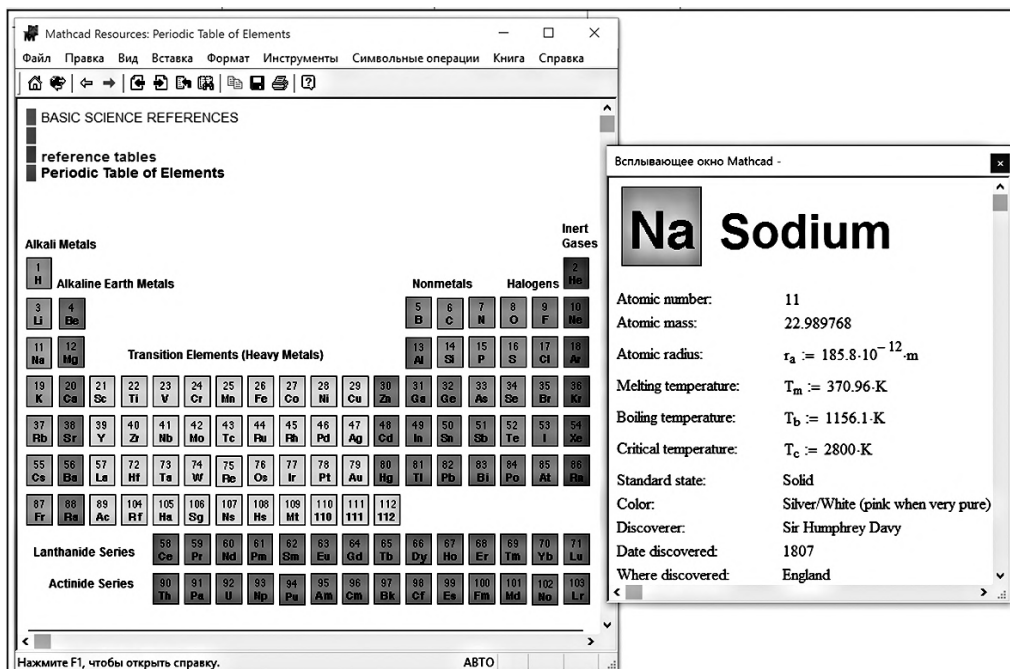 Mathcad Resources: Periodic Table of Elements
Файл Правка Вид Вставка Формат Инструменты Символьные операции Книга Справка
BASIC SCIENCE REFERENCES
reference tables
Periodic Table of Elements
Inert
Alkali Metals Gases
1 2
H Alkaline Earth Metals Nonmetals Halogens He
3 4 5 6 7 8 9 10
Li Be B C N O F Ne
11 12 13 14 15 16 17 18
Na Mg Transition Elements (Heavy Metals) Al Si P S Cl Ar
19 20 21 22 23 24 25 26 27 28 29 30 31 32 33 34 35 36
K Ca Sc Ti V Cr Mn Fe Co Ni Cu Zn Ga Ge As Se Br Kr
37 38 39 40 41 42 43 44 45 46 47 48 49 50 51 52 53 54
Rb Sr Y Zr Nb Mo Tc Ru Rh Pd Ag Cd In Sn Sb Te I Xe
55 56 57 72 73 74 75 76 77 78 79 80 81 82 83 84 85 86
Cs Ba La Hf Ta W Re Os Ir Pt Au Hg Tl Pb Bi Po At Rn
87 88 89 104 105 106 107 108 109 110 111 112
Fr Ra Ac Rf Ha Sg Ns Hs Mt 110 111 112
58 59 60 61 62 63 64 65 66 67 68 69 70 71
Lanthanide Series Ce Pr Nd Pm Sm Eu Gd Tb Dy Ho Er Tm Yb Lu
90 91 92 93 94 95 96 97 98 99 100 101 102 103
Actinide Series Th Pa U Np Pu Am Cm Bk Cf Es Fm Md No Lr
Нажмите F1, чтобы открыть справку. АВТО
Всплывающее окно Mathcad -
Na Sodium
Atomic number: 11
Atomic mass: 22.989768
Atomic radius: r_a := 185.8·10^−12·m
Melting temperature: T_m := 370.96·K
Boiling temperature: T_b := 1156.1·K
Critical temperature: T_c := 2800·K
Standard state: Solid
Color: Silver/White (pink when very pure)
Discoverer: Sir Humphrey Davy
Date discovered: 1807
Where discovered: England